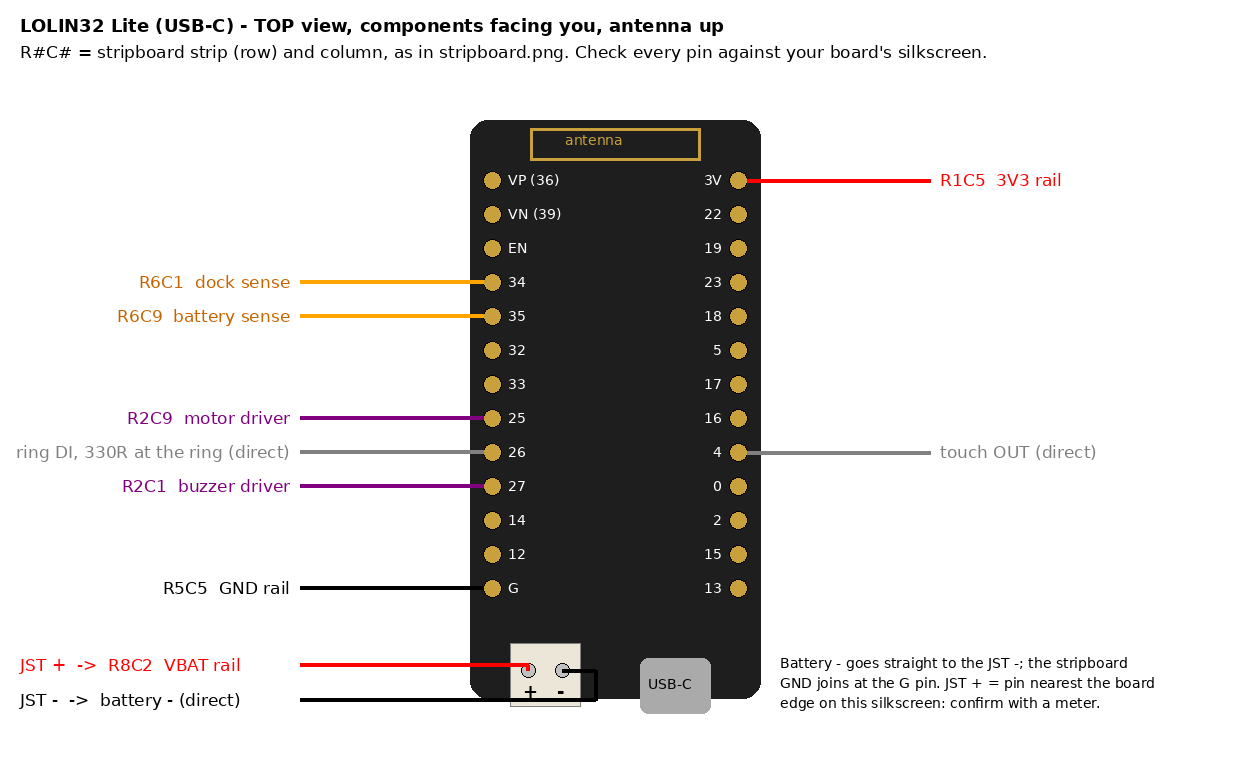 LOLIN32 Lite (USB-C) - TOP view, components facing you, antenna up
R#C# = stripboard strip (row) and column, as in stripboard.png. Check every pin against your board's silkscreen.
antenna
VP (36) 3V R1C5 3V3 rail
VN (39) 22
EN 19
R6C1 dock sense 34 23
R6C9 battery sense 35 18
32 5
33 17
R2C9 motor driver 25 16
ring DI, 330R at the ring (direct) 26 4 touch OUT (direct)
R2C1 buzzer driver 27 0
14 2
12 15
R5C5 GND rail G 13
JST + -> R8C2 VBAT rail
JST - -> battery - (direct)
+ -
USB-C
Battery - goes straight to the JST -; the stripboard
GND joins at the G pin. JST + = pin nearest the board
edge on this silkscreen: confirm with a meter.